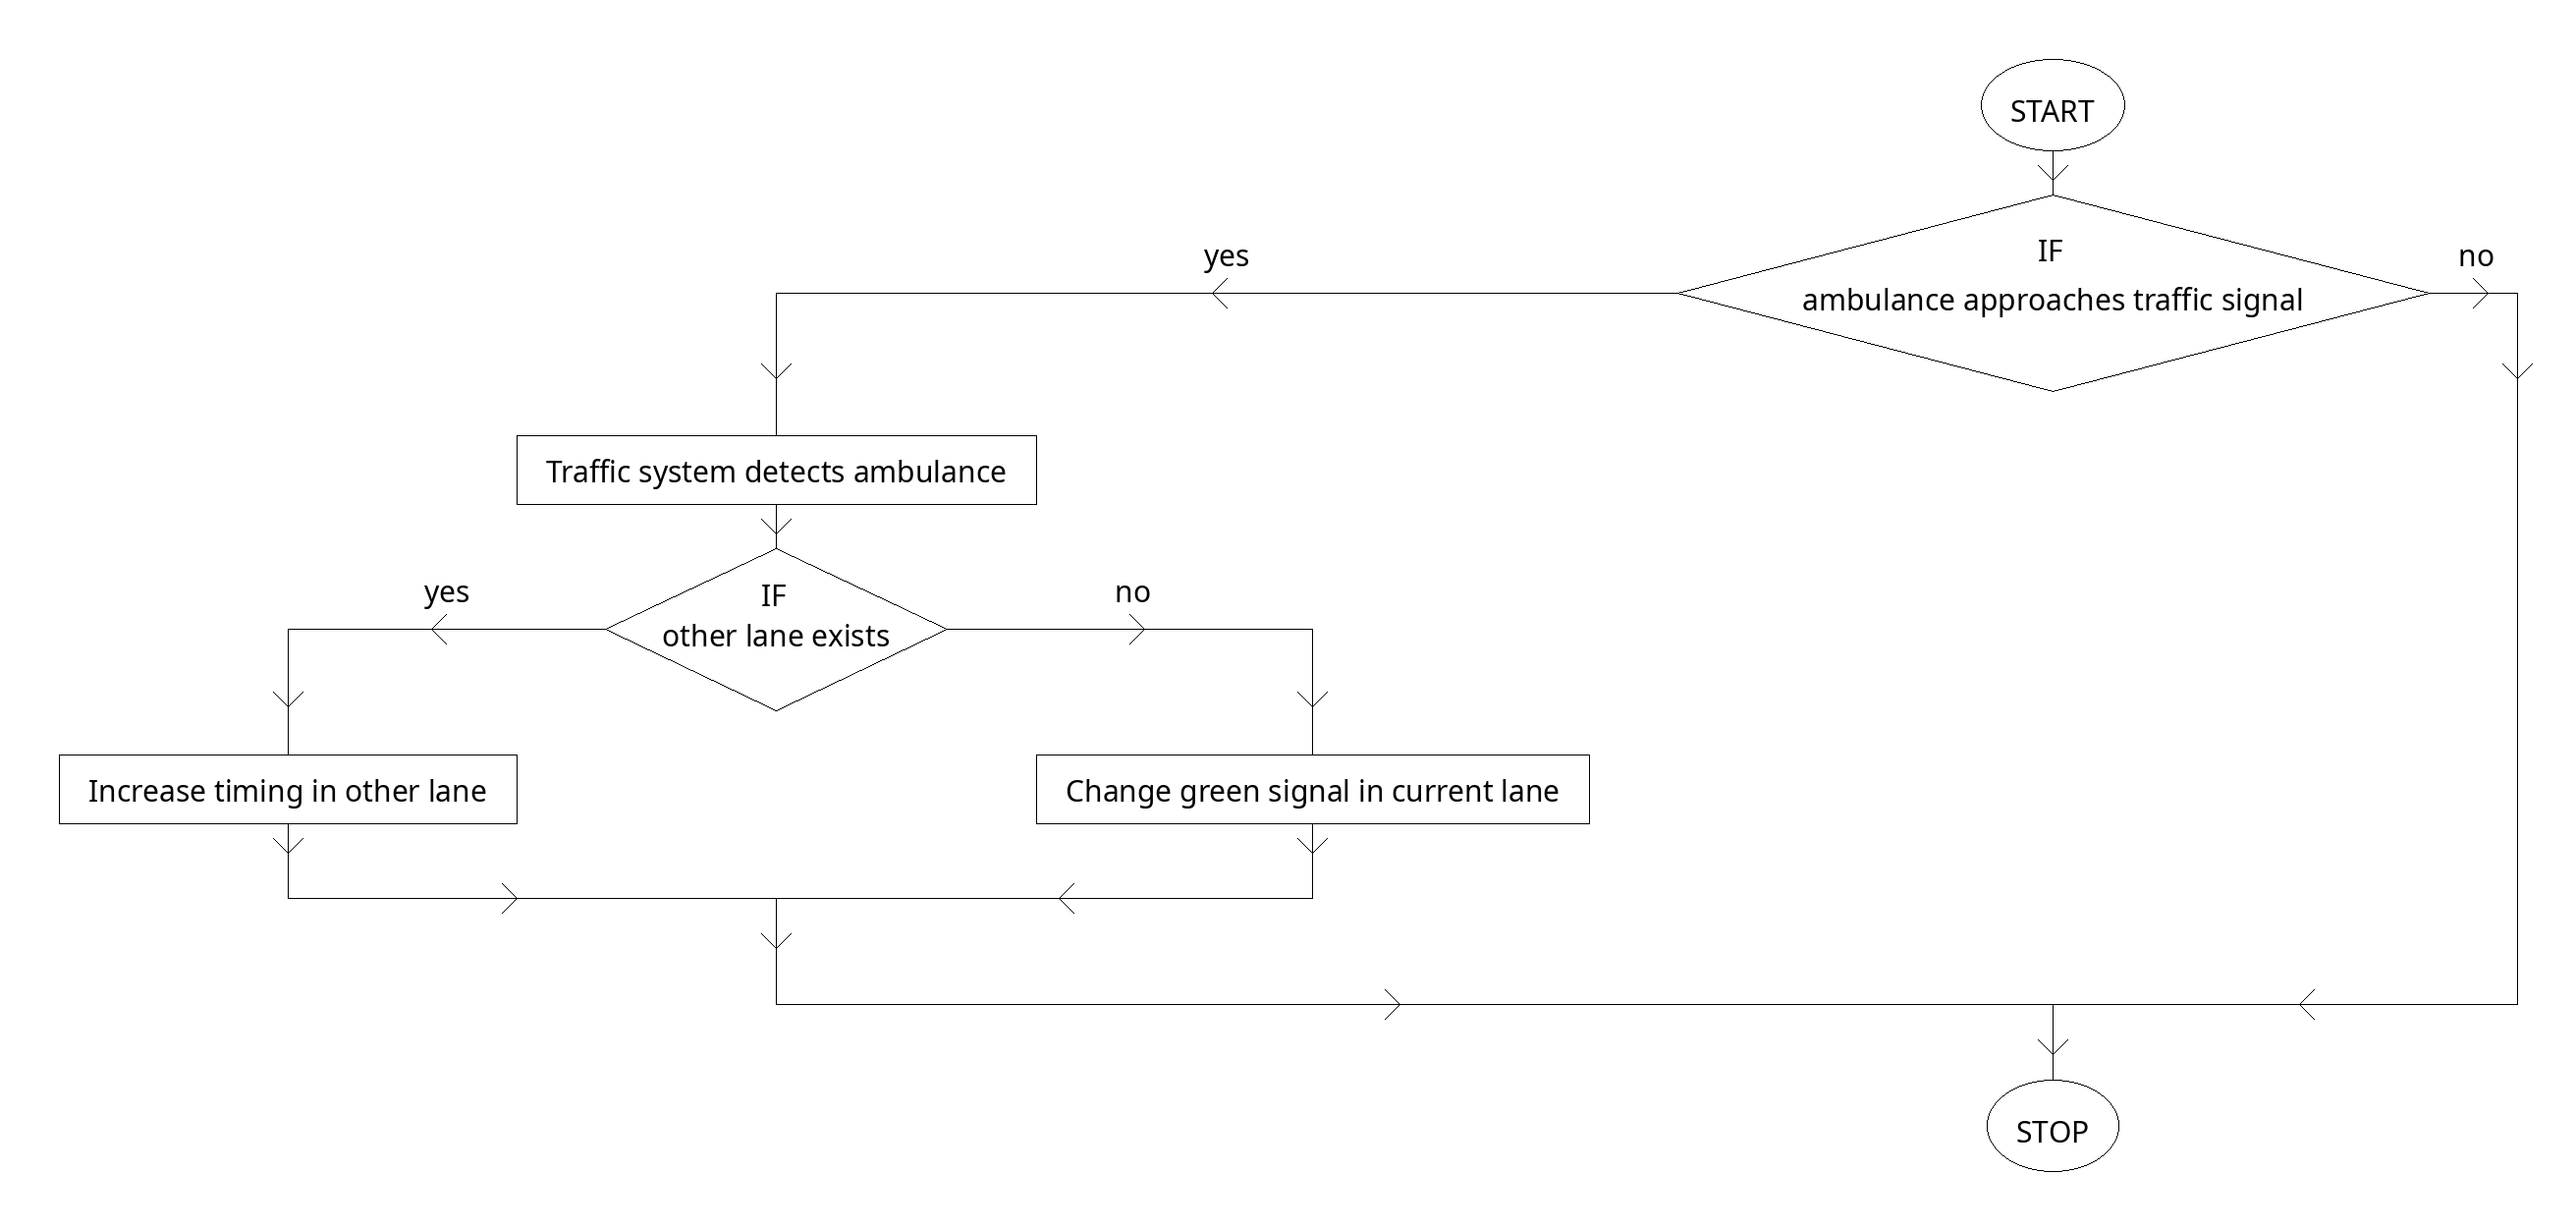 START
IF
ambulance approaches traffic signal
yes
no
Traffic system detects ambulance
IF
other lane exists
yes
no
Increase timing in other lane
Change green signal in current lane
STOP